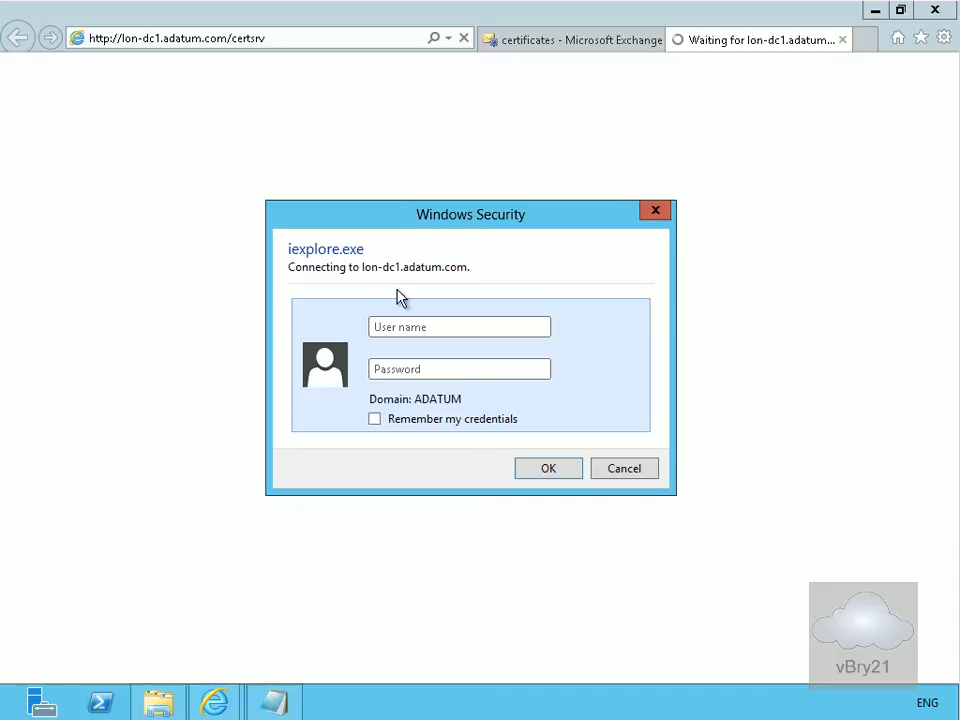 http://lon-dc1.adatum.com/certsrv
certificates - Microsoft Exchange
Waiting for lon-dc1.adatum...
Windows Security
iexplore.exe
Connecting to lon-dc1.adatum.com.
User name
Password
Domain: ADATUM
Remember my credentials
OK
Cancel
vBry21
ENG